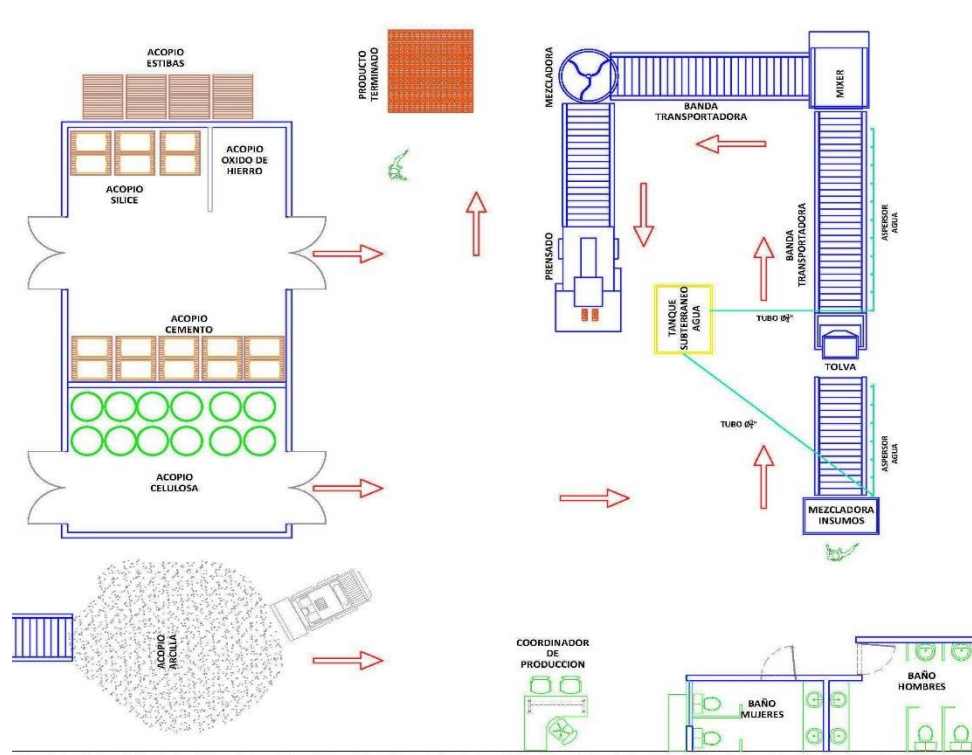 ACOPIO
ESTIBAS
PRODUCTO
TERMINADO
MEZCLADORA
BANDA
TRANSPORTADORA
MIXER
ACOPIO
OXIDO DE
HIERRO
ACOPIO
SILICE
BANDA
TRANSPORTADORA
ASPERSOR
AGUA
PRENSADO
TANQUE
SUBTERRANEO
AGUA
ACOPIO
CEMENTO
TOLVA
ASPERSOR
AGUA
ACOPIO
CELULOSA
MEZCLADORA
INSUMOS
ACOPIO
ARCILLA
COORDINADOR
DE
PRODUCCION
BAÑO
MUJERES
BAÑO
HOMBRES